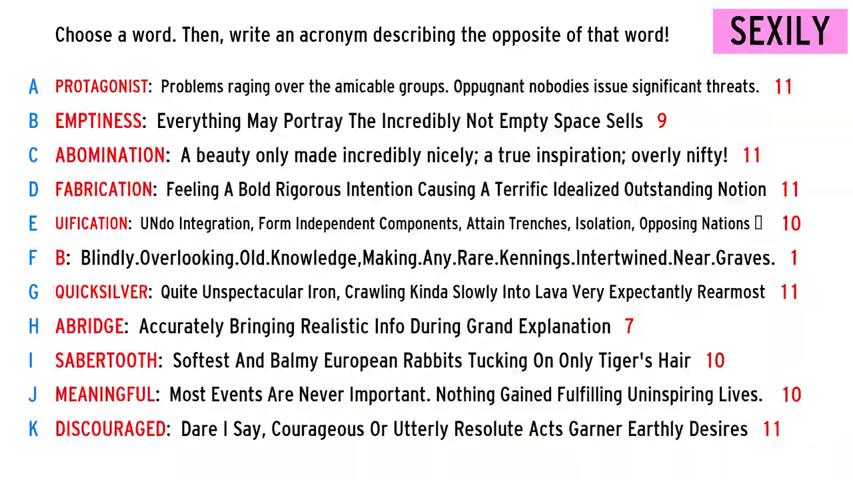 Choose a word. Then, write an acronym describing the opposite of that word! SEXILY
A PROTAGONIST: Problems raging over the amicable groups. Oppugnant nobodies issue significant threats. 11
B EMPTINESS: Everything May Portray The Incredibly Not Empty Space Sells 9
C ABOMINATION: A beauty only made incredibly nicely; a true inspiration; overly nifty! 11
D FABRICATION: Feeling A Bold Rigorous Intention Causing A Terrific Idealized Outstanding Notion 11
E UIFICATION: UNdo Integration, Form Independent Components, Attain Trenches, Isolation, Opposing Nations ▯ 10
F B: Blindly.Overlooking.Old.Knowledge,Making.Any.Rare.Kennings.Intertwined.Near.Graves. 1
G QUICKSILVER: Quite Unspectacular Iron, Crawling Kinda Slowly Into Lava Very Expectantly Rearmost 11
H ABRIDGE: Accurately Bringing Realistic Info During Grand Explanation 7
I SABERTOOTH: Softest And Balmy European Rabbits Tucking On Only Tiger's Hair 10
J MEANINGFUL: Most Events Are Never Important. Nothing Gained Fulfilling Uninspiring Lives. 10
K DISCOURAGED: Dare I Say, Courageous Or Utterly Resolute Acts Garner Earthly Desires 11